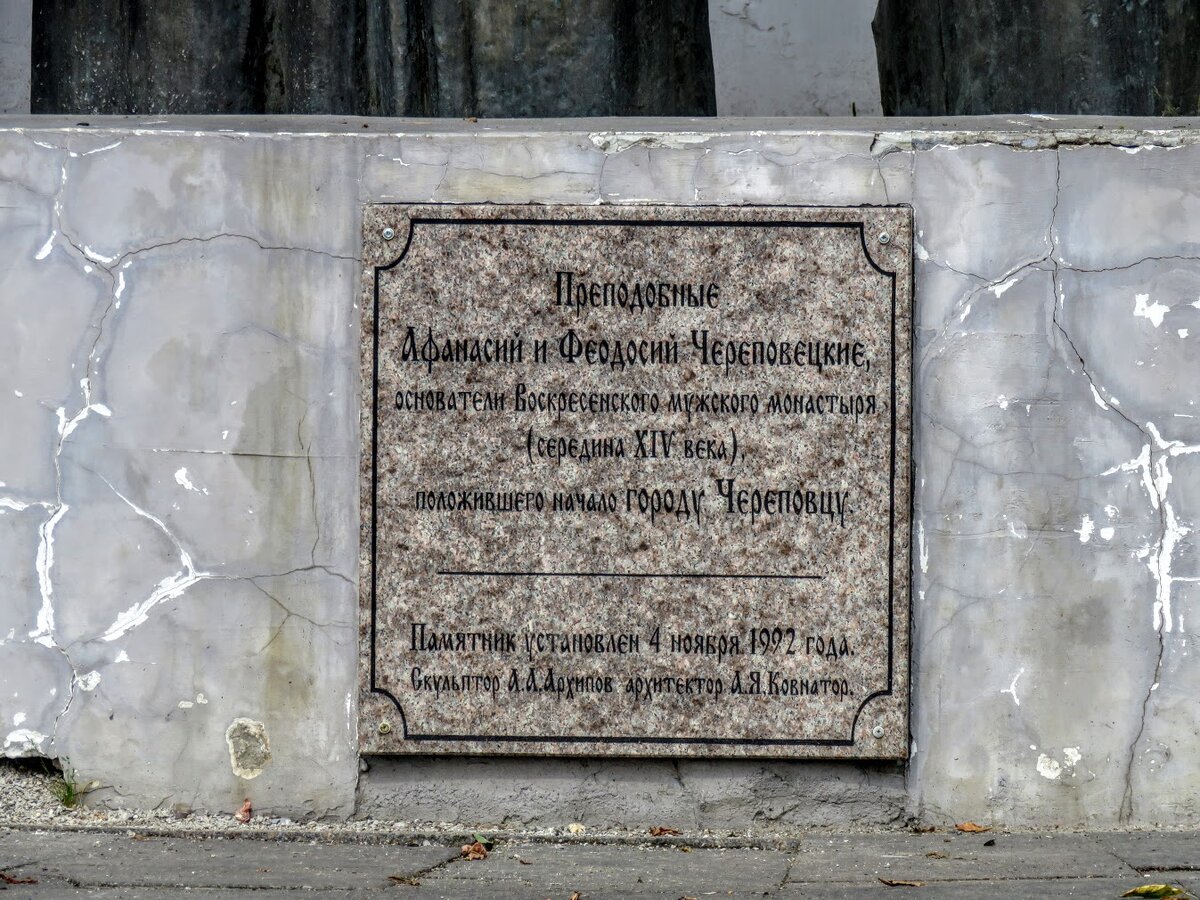 Преподобные
Афанасий и Феодосий Череповецкие,
основатели Воскресенского мужского монастыря
(середина XIV века),
положившего начало городу Череповцу.
Памятник установлен 4 ноября 1992 года.
Скульптор А.А.Архипов архитектор А.Я.Ковнатор.